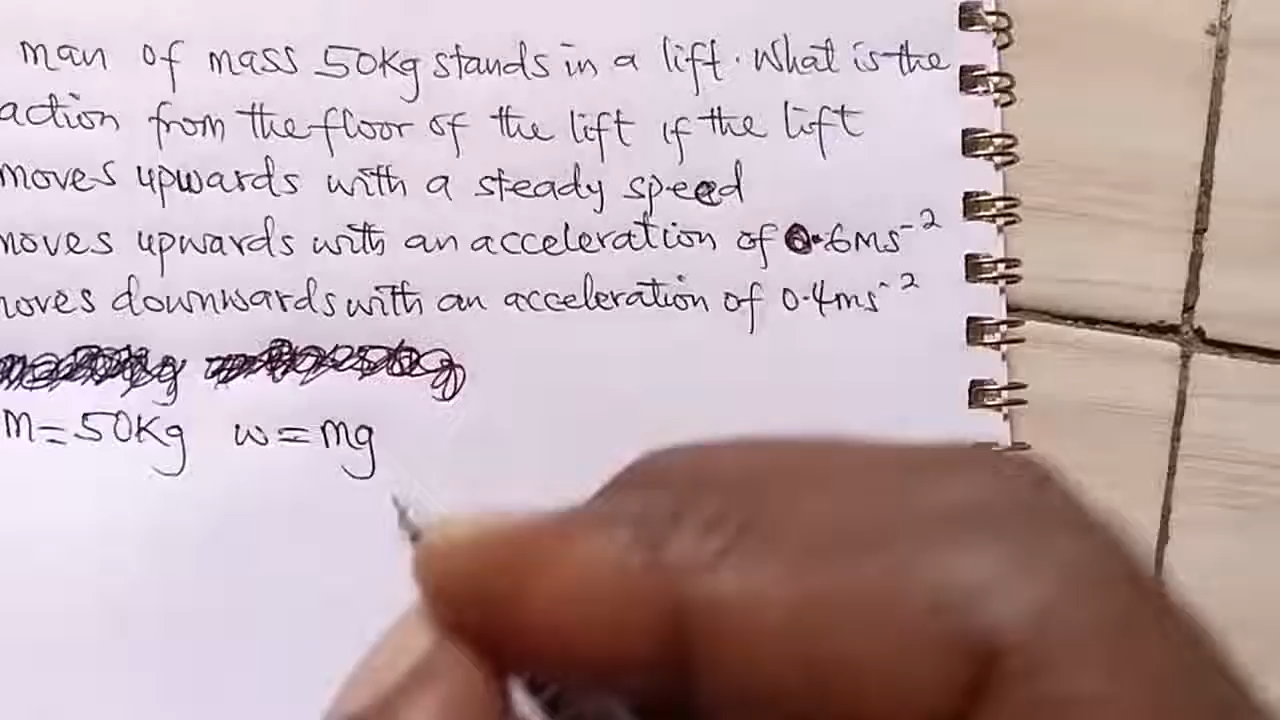 man of mass 50kg stands in a lift. What is the
action from the floor of the lift if the lift
moves upwards with a steady speed
moves upwards with an acceleration of 0.6ms⁻²
moves downwards with an acceleration of 0.4ms⁻²
m=50kg w=mg